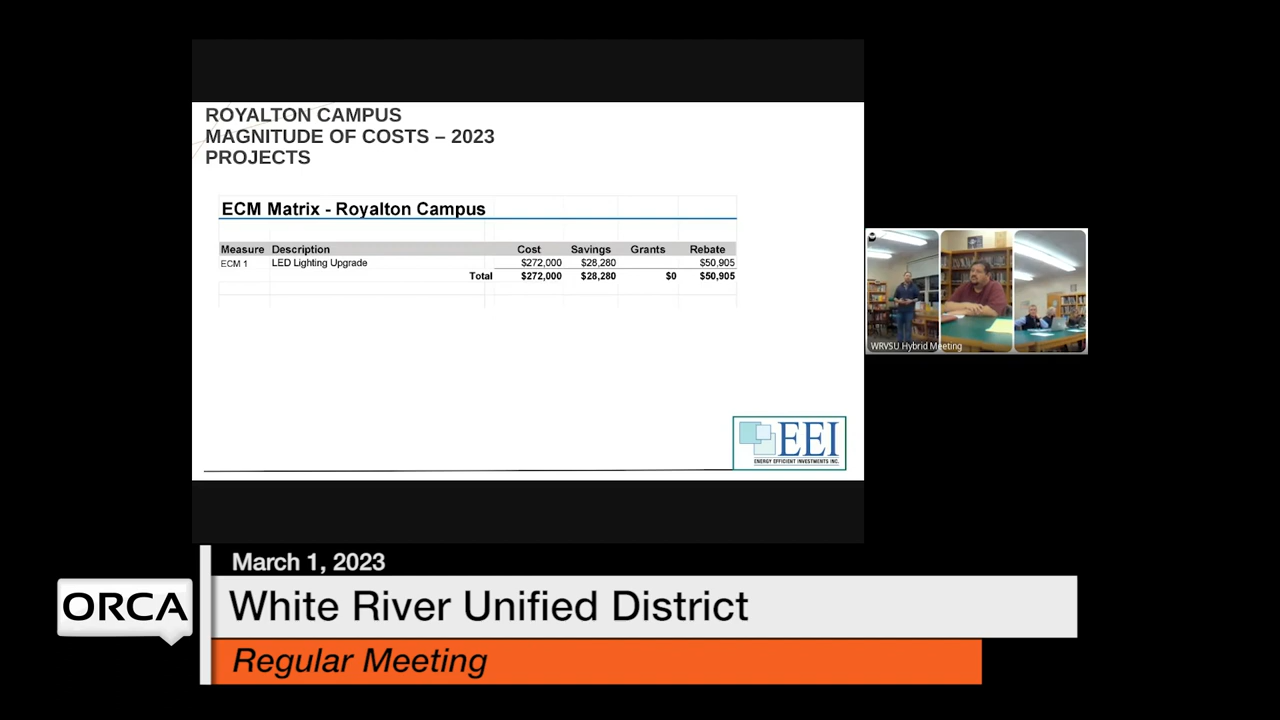 ROYALTON CAMPUS
MAGNITUDE OF COSTS – 2023
PROJECTS
ECM Matrix - Royalton Campus
Measure Description Cost Savings Grants Rebate
ECM 1 LED Lighting Upgrade $272,000 $28,280 $50,905
Total $272,000 $28,280 $0 $50,905
EEI
ENERGY EFFICIENT INVESTMENTS INC.
WRVSU Hybrid Meeting
March 1, 2023
ORCA
White River Unified District
Regular Meeting